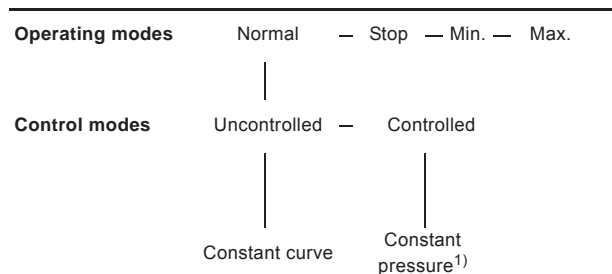 Operating modes Normal – Stop – Min. – Max.
Control modes Uncontrolled – Controlled
Constant curve Constant pressure1)